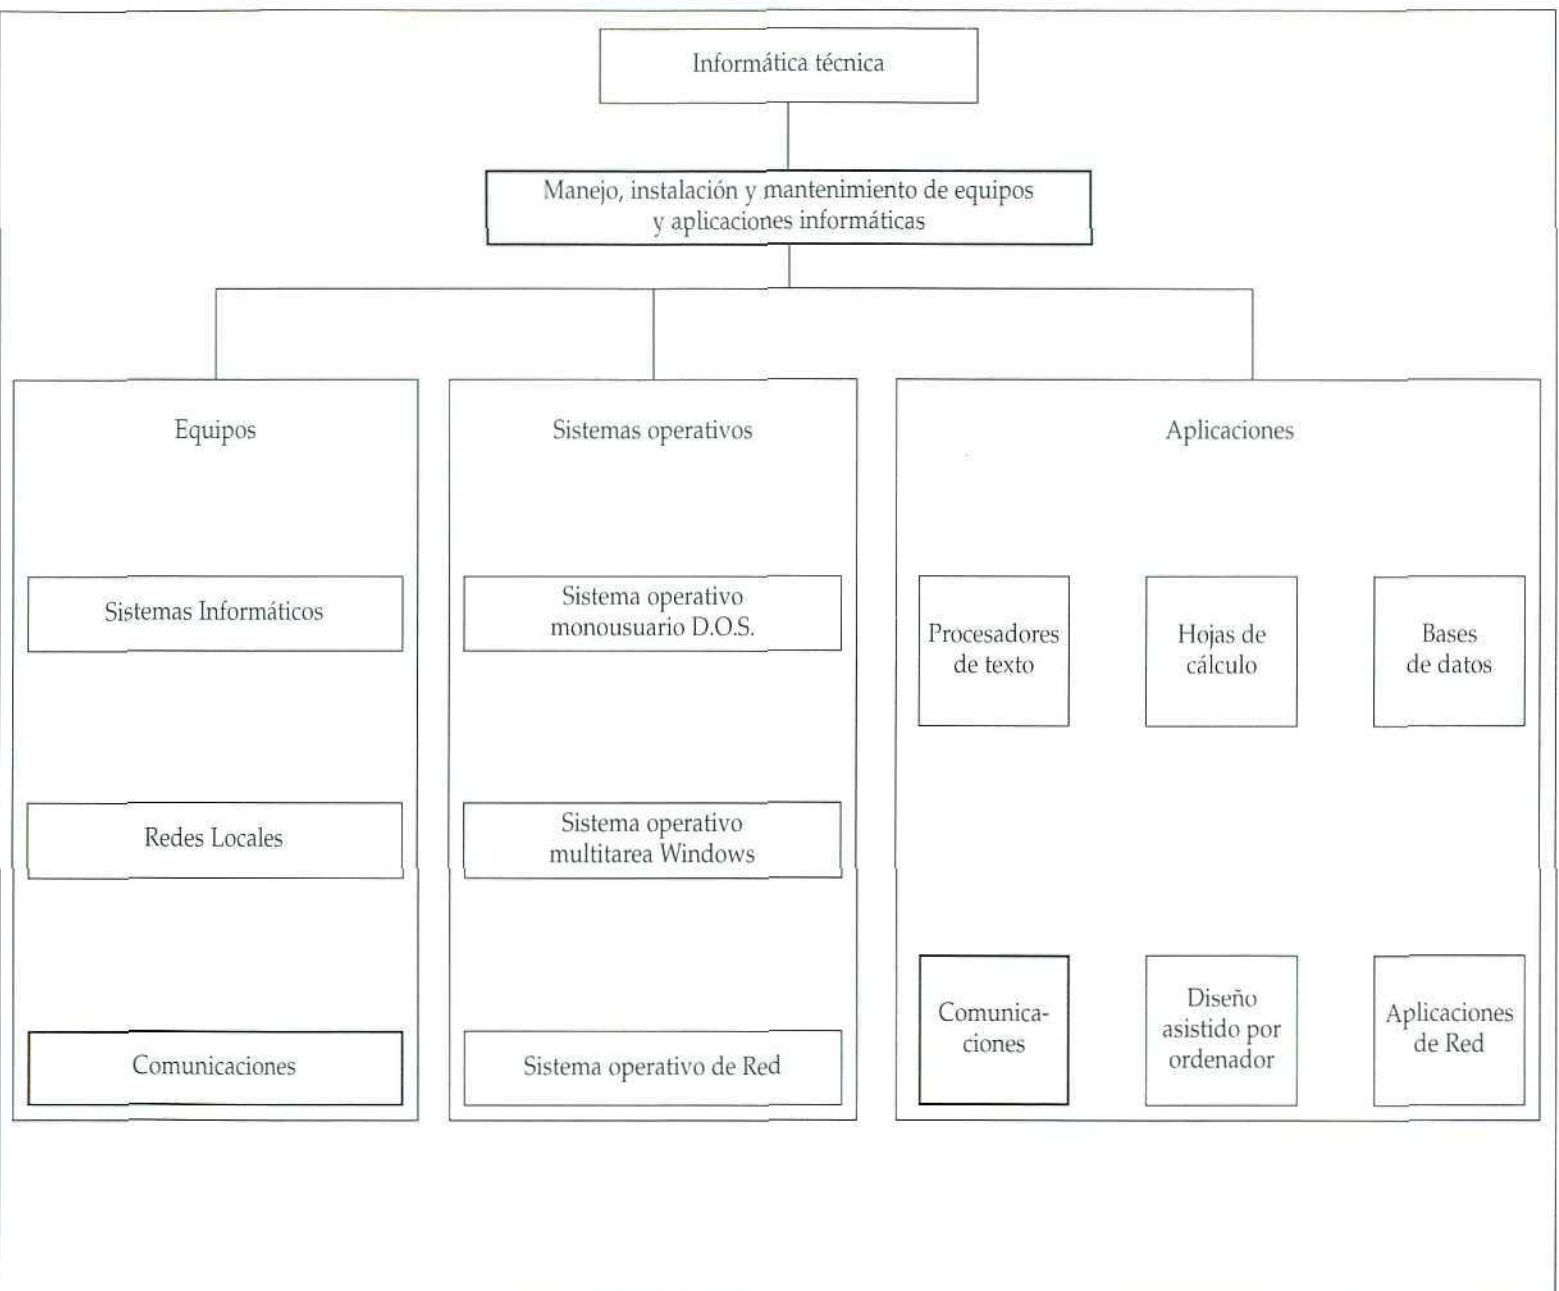 Informática técnica
Manejo, instalación y mantenimiento de equipos
y aplicaciones informáticas
Equipos
Sistemas Informáticos
Redes Locales
Comunicaciones
Sistemas operativos
Sistema operativo
monousuario D.O.S.
Sistema operativo
multitarea Windows
Sistema operativo de Red
Aplicaciones
Procesadores
de texto
Hojas de
cálculo
Bases
de datos
Comunica-
ciones
Diseño
asistido por
ordenador
Aplicaciones
de Red